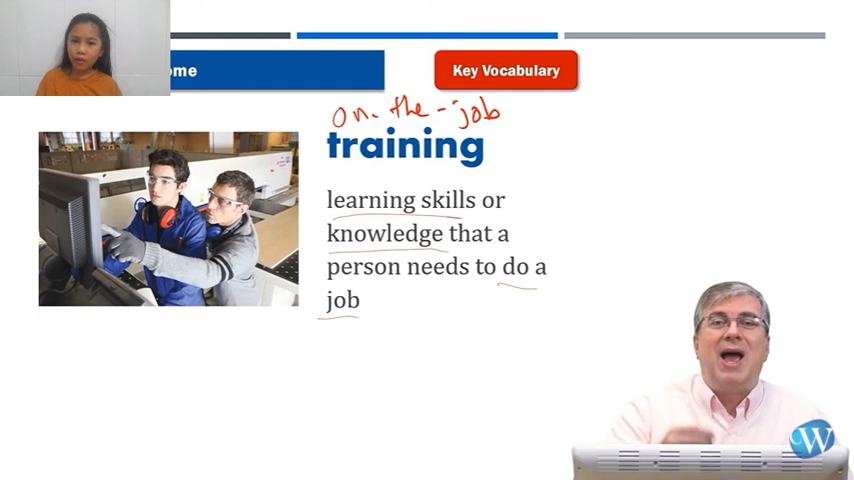 ome
Key Vocabulary
on-the-job
training
learning skills or
knowledge that a
person needs to do a
job
W